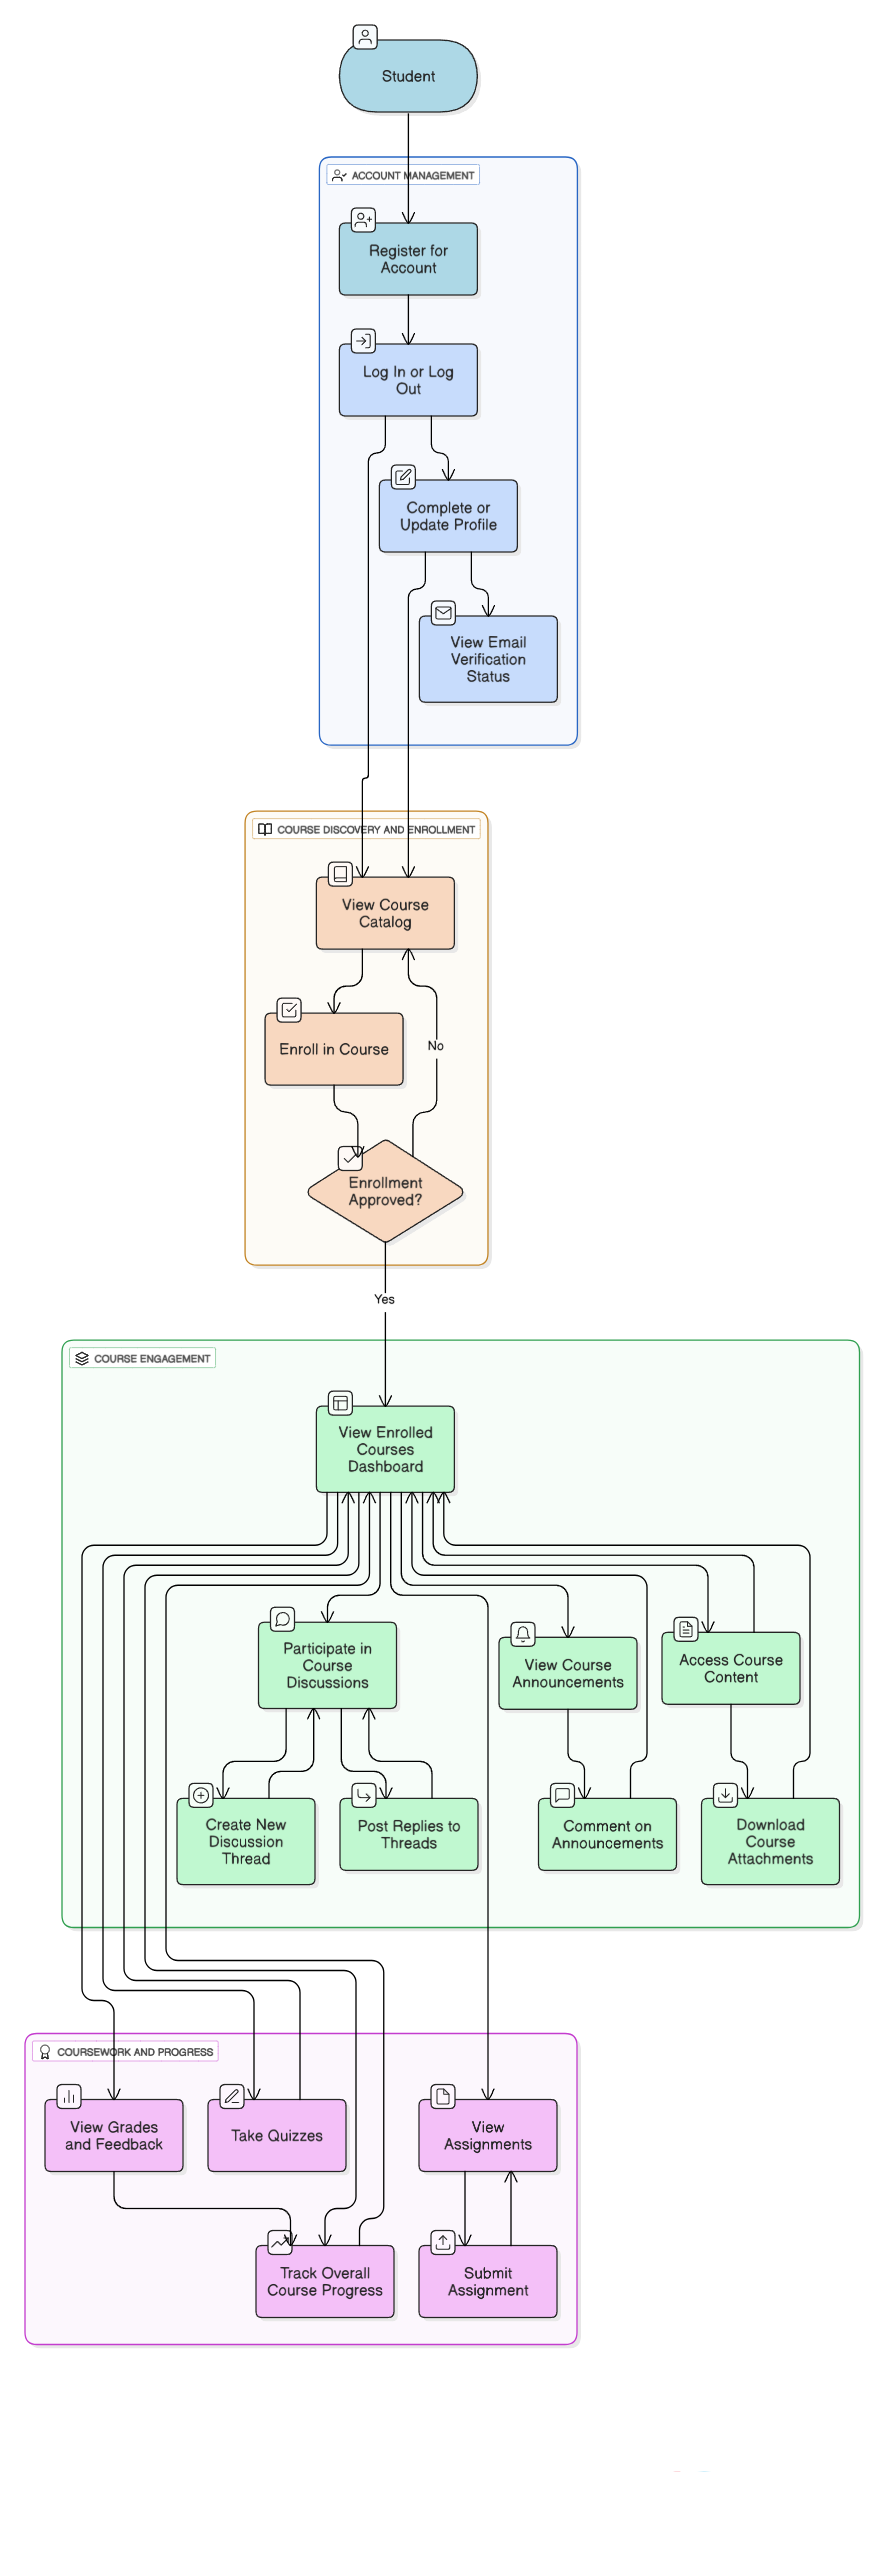 Student
ACCOUNT MANAGEMENT
Register for
Account
Log In or Log
Out
Complete or
Update Profile
View Email
Verification
Status
COURSE DISCOVERY AND ENROLLMENT
View Course
Catalog
Enroll in Course
No
Enrollment
Approved?
Yes
COURSE ENGAGEMENT
View Enrolled
Courses
Dashboard
Participate in
Course
Discussions
View Course
Announcements
Access Course
Content
Create New
Discussion
Thread
Post Replies to
Threads
Comment on
Announcements
Download
Course
Attachments
COURSEWORK AND PROGRESS
View Grades
and Feedback
Take Quizzes
View
Assignments
Track Overall
Course Progress
Submit
Assignment